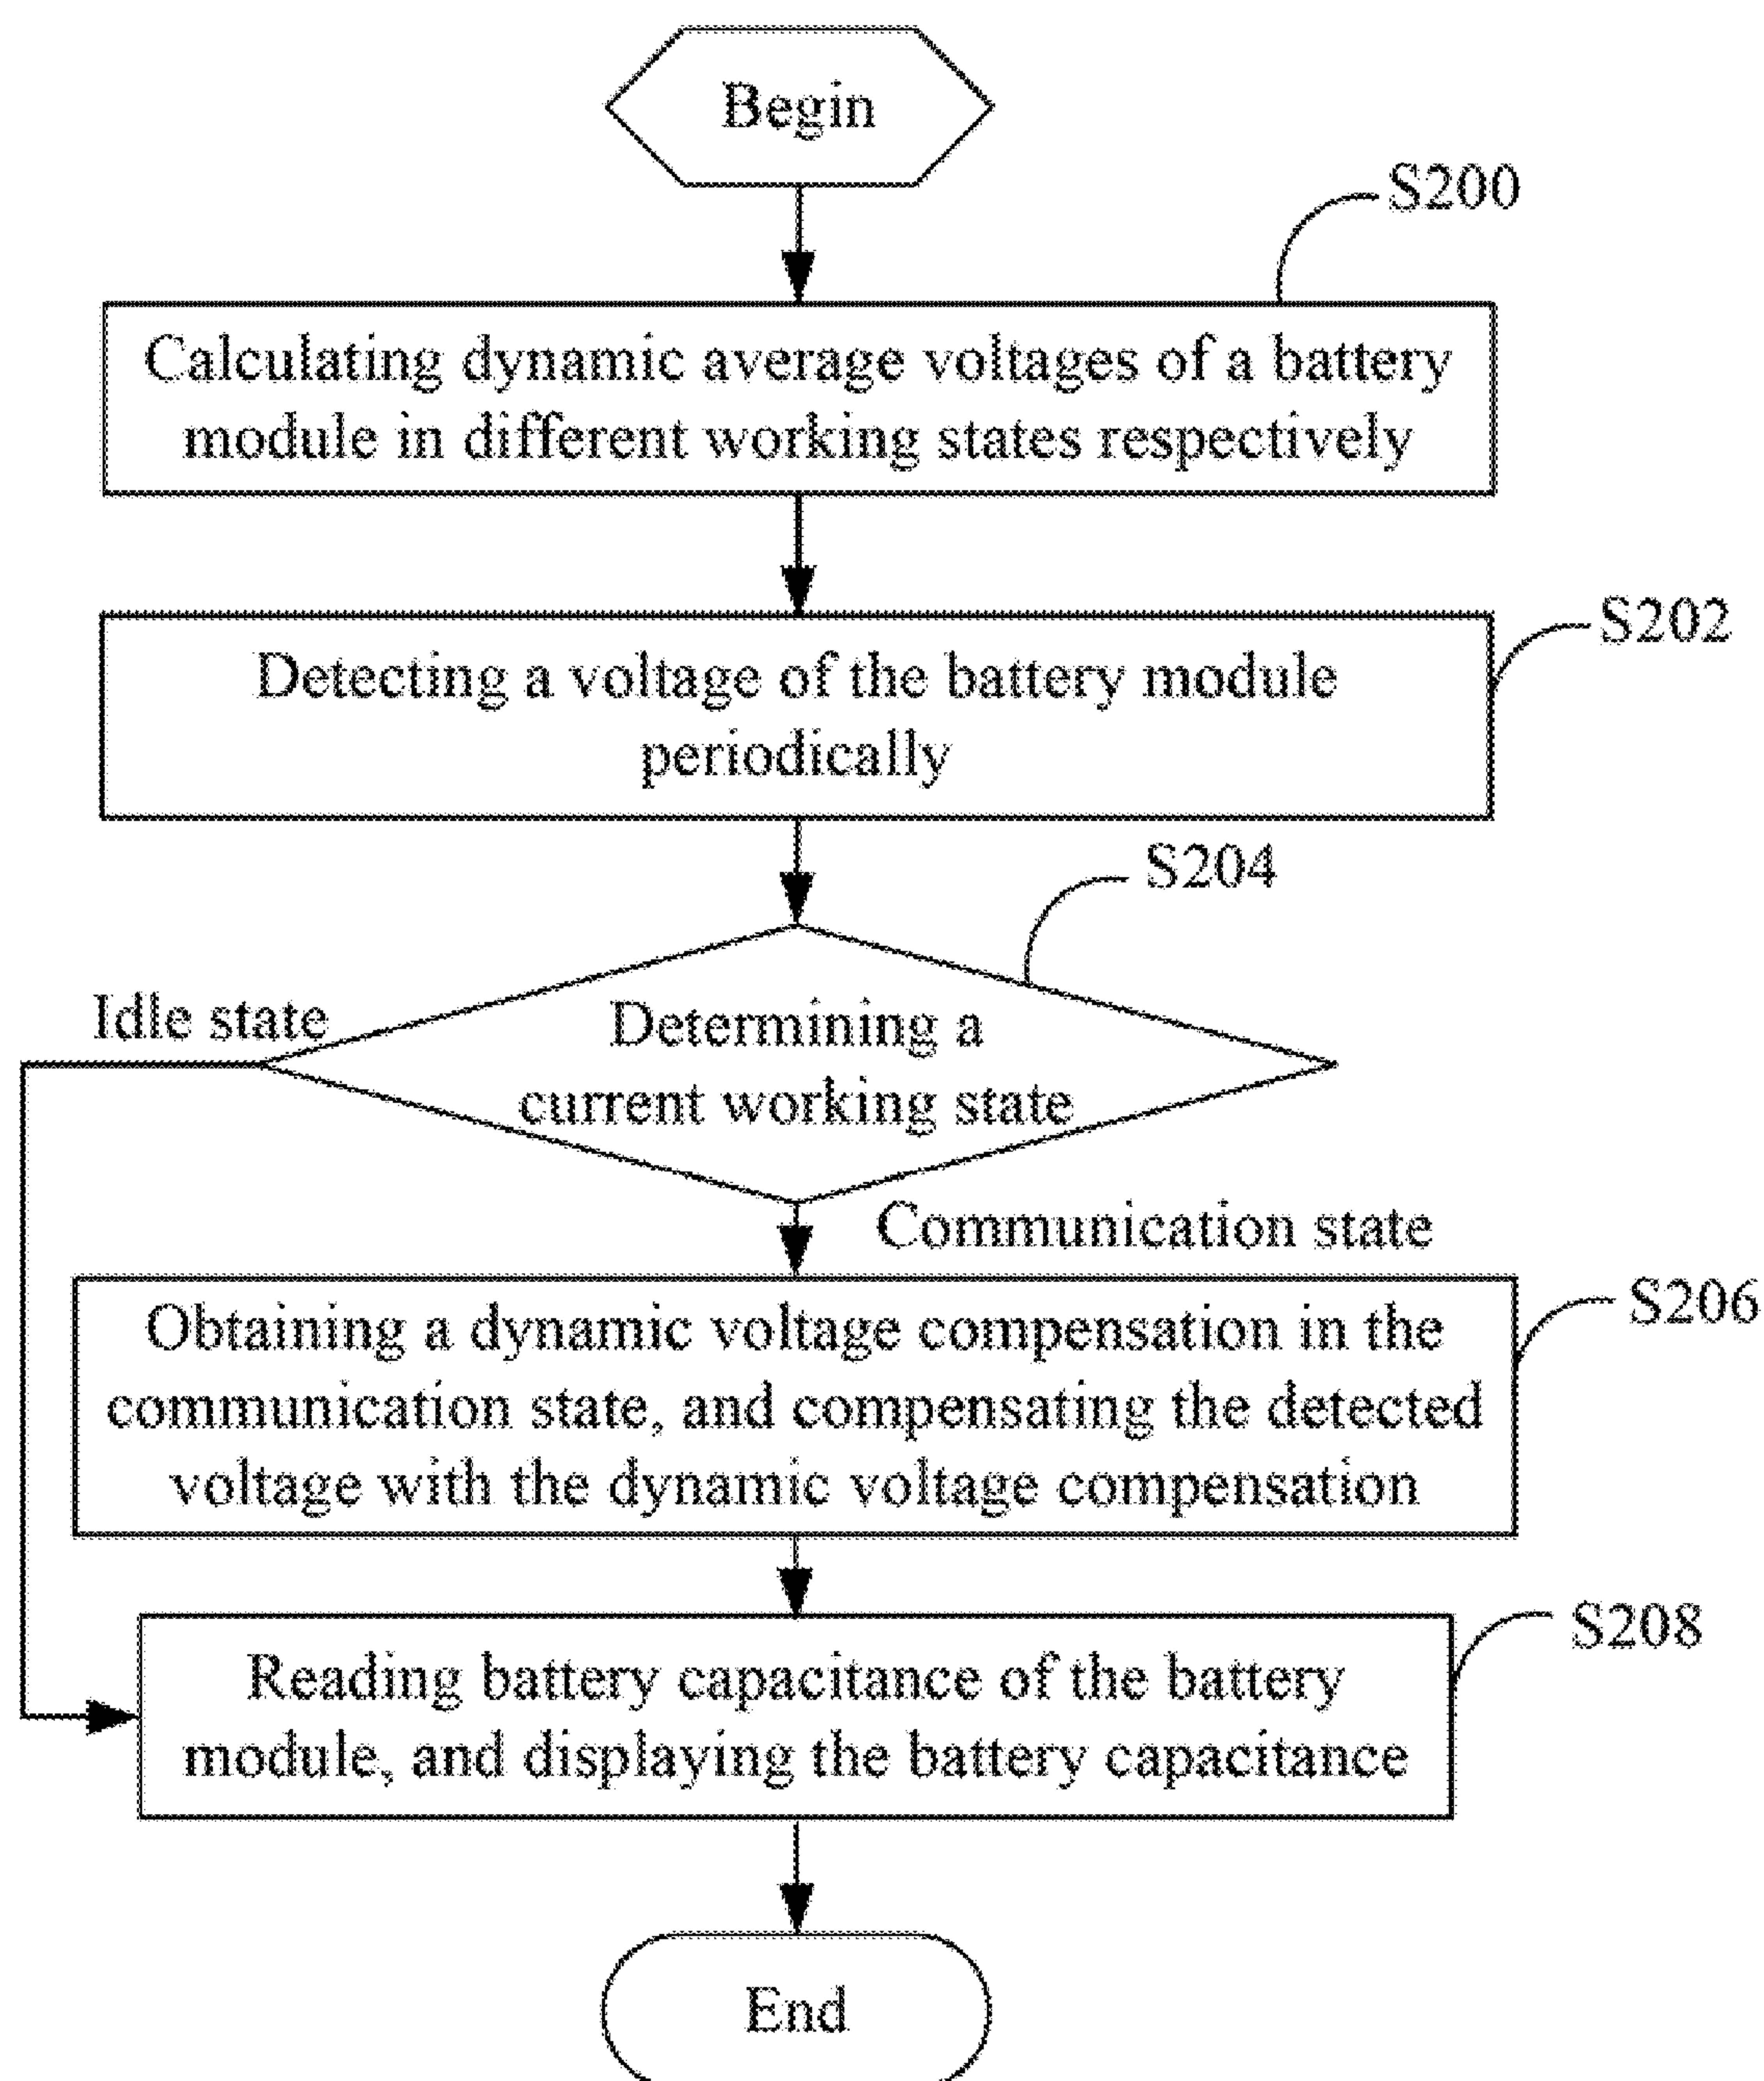 Begin
S200
Calculating dynamic average voltages of a battery
module in different working states respectively
S202
Detecting a voltage of the battery module
periodically
S204
Idle state
Determining a
current working state
Communication state
S206
Obtaining a dynamic voltage compensation in the
communication state, and compensating the detected
voltage with the dynamic voltage compensation
S208
Reading battery capacitance of the battery
module, and displaying the battery capacitance
End